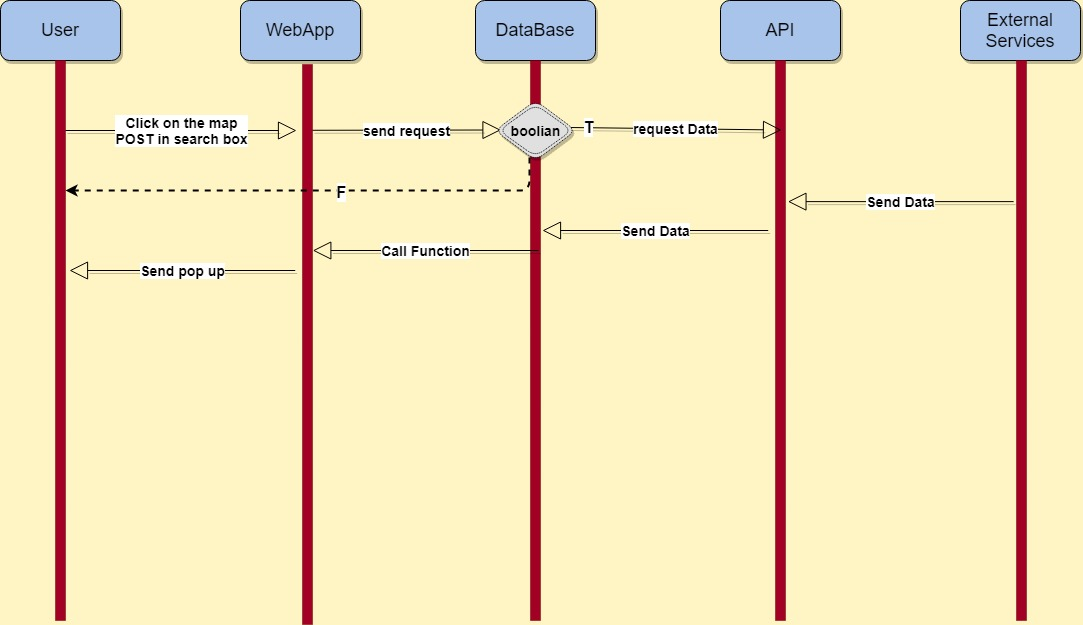 User
WebApp
DataBase
API
External
Services
Click on the map
POST in search box
send request
boolian
T
request Data
F
Send Data
Send Data
Call Function
Send pop up